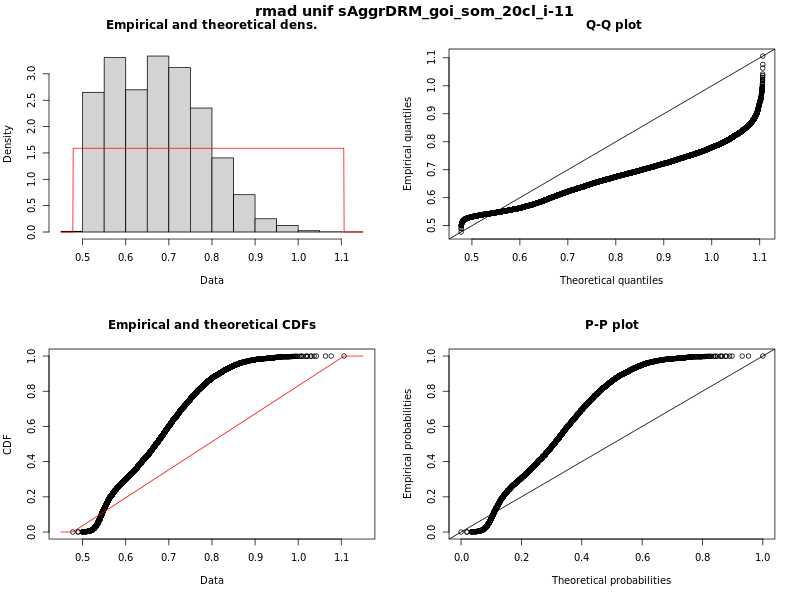 rmad unif sAggrDRM_goi_som_20cl_i-11
Empirical and theoretical dens.
Density
0.0 0.5 1.0 1.5 2.0 2.5 3.0
0.5 0.6 0.7 0.8 0.9 1.0 1.1
Data
Q-Q plot
Empirical quantiles
0.5 0.6 0.7 0.8 0.9 1.0 1.1
0.5 0.6 0.7 0.8 0.9 1.0 1.1
Theoretical quantiles
Empirical and theoretical CDFs
CDF
0.0 0.2 0.4 0.6 0.8 1.0
0.5 0.6 0.7 0.8 0.9 1.0 1.1
Data
P-P plot
Empirical probabilities
0.0 0.2 0.4 0.6 0.8 1.0
0.0 0.2 0.4 0.6 0.8 1.0
Theoretical probabilities